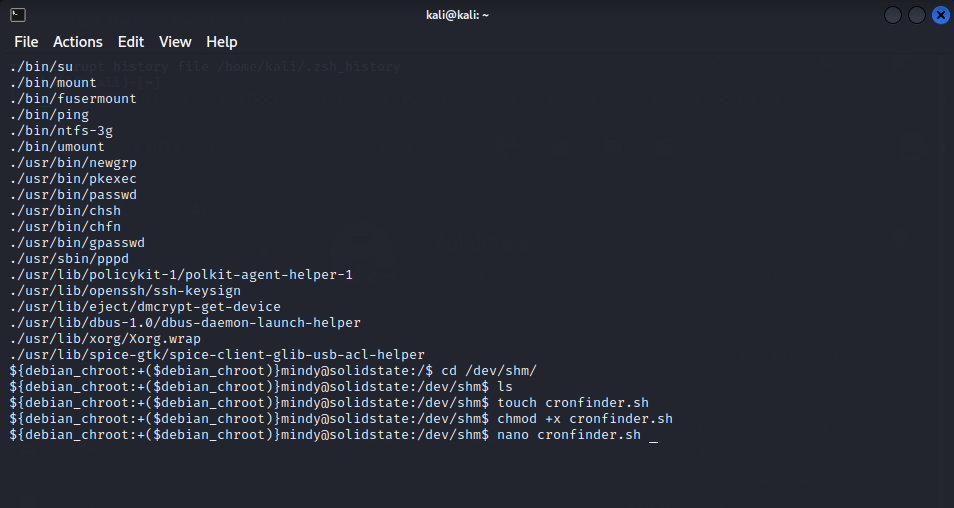 kali@kali: ~
File Actions Edit View Help
./bin/su
./bin/mount
./bin/fusermount
./bin/ping
./bin/ntfs-3g
./bin/umount
./usr/bin/newgrp
./usr/bin/pkexec
./usr/bin/passwd
./usr/bin/chsh
./usr/bin/chfn
./usr/bin/gpasswd
./usr/sbin/pppd
./usr/lib/policykit-1/polkit-agent-helper-1
./usr/lib/openssh/ssh-keysign
./usr/lib/eject/dmcrypt-get-device
./usr/lib/dbus-1.0/dbus-daemon-launch-helper
./usr/lib/xorg/Xorg.wrap
./usr/lib/spice-gtk/spice-client-glib-usb-acl-helper
${debian_chroot:+($debian_chroot)}mindy@solidstate:/$ cd /dev/shm/
${debian_chroot:+($debian_chroot)}mindy@solidstate:/dev/shm$ ls
${debian_chroot:+($debian_chroot)}mindy@solidstate:/dev/shm$ touch cronfinder.sh
${debian_chroot:+($debian_chroot)}mindy@solidstate:/dev/shm$ chmod +x cronfinder.sh
${debian_chroot:+($debian_chroot)}mindy@solidstate:/dev/shm$ nano cronfinder.sh _